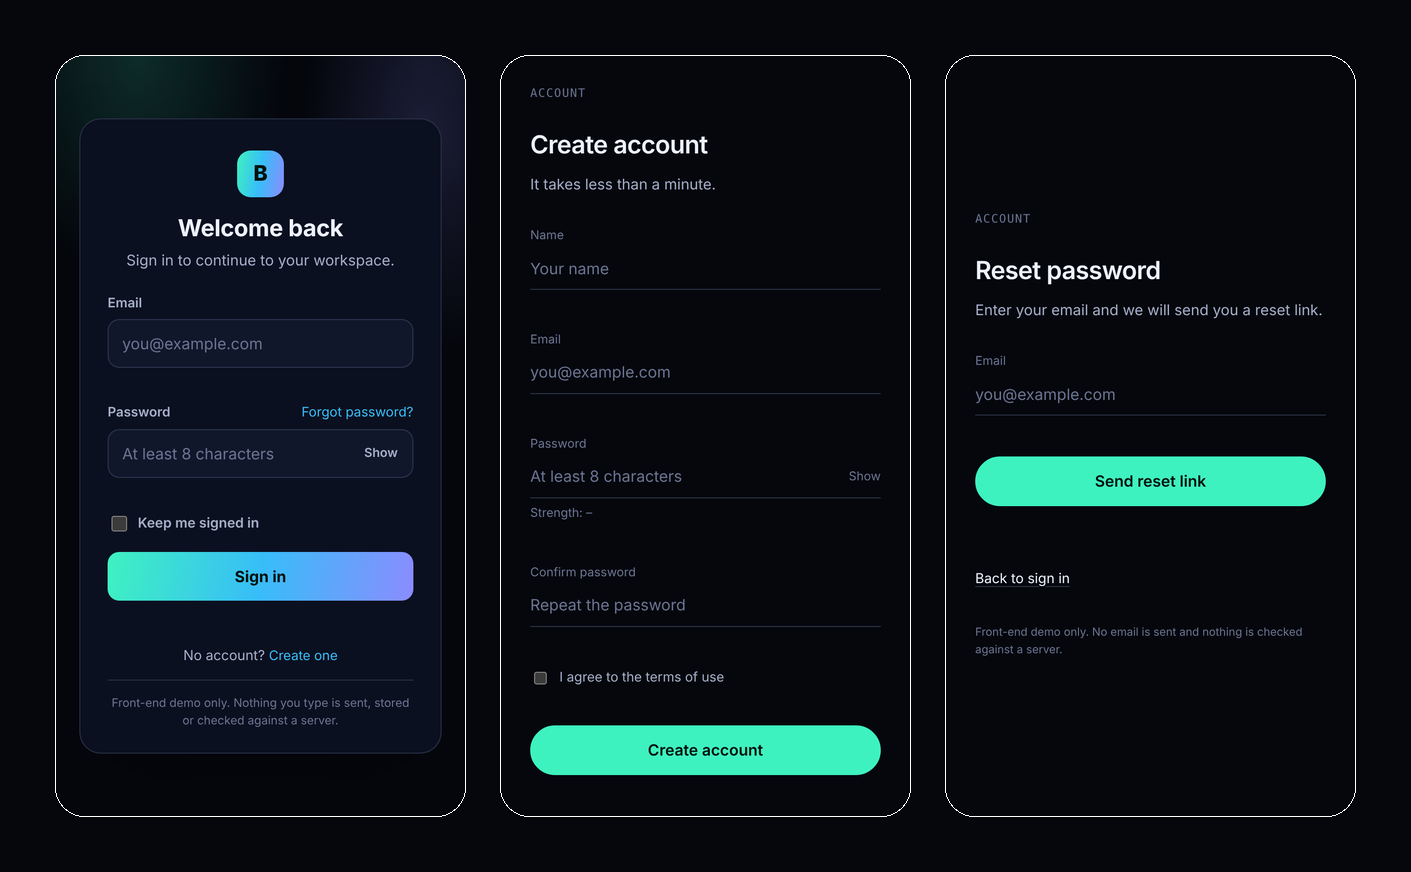 B
Welcome back
Sign in to continue to your workspace.
Email
you@example.com
Password
Forgot password?
At least 8 characters
Show
Keep me signed in
Sign in
No account? Create one
Front-end demo only. Nothing you type is sent, stored
or checked against a server.
ACCOUNT
Create account
It takes less than a minute.
Name
Your name
Email
you@example.com
Password
At least 8 characters
Show
Strength: –
Confirm password
Repeat the password
I agree to the terms of use
Create account
ACCOUNT
Reset password
Enter your email and we will send you a reset link.
Email
you@example.com
Send reset link
Back to sign in
Front-end demo only. No email is sent and nothing is checked
against a server.